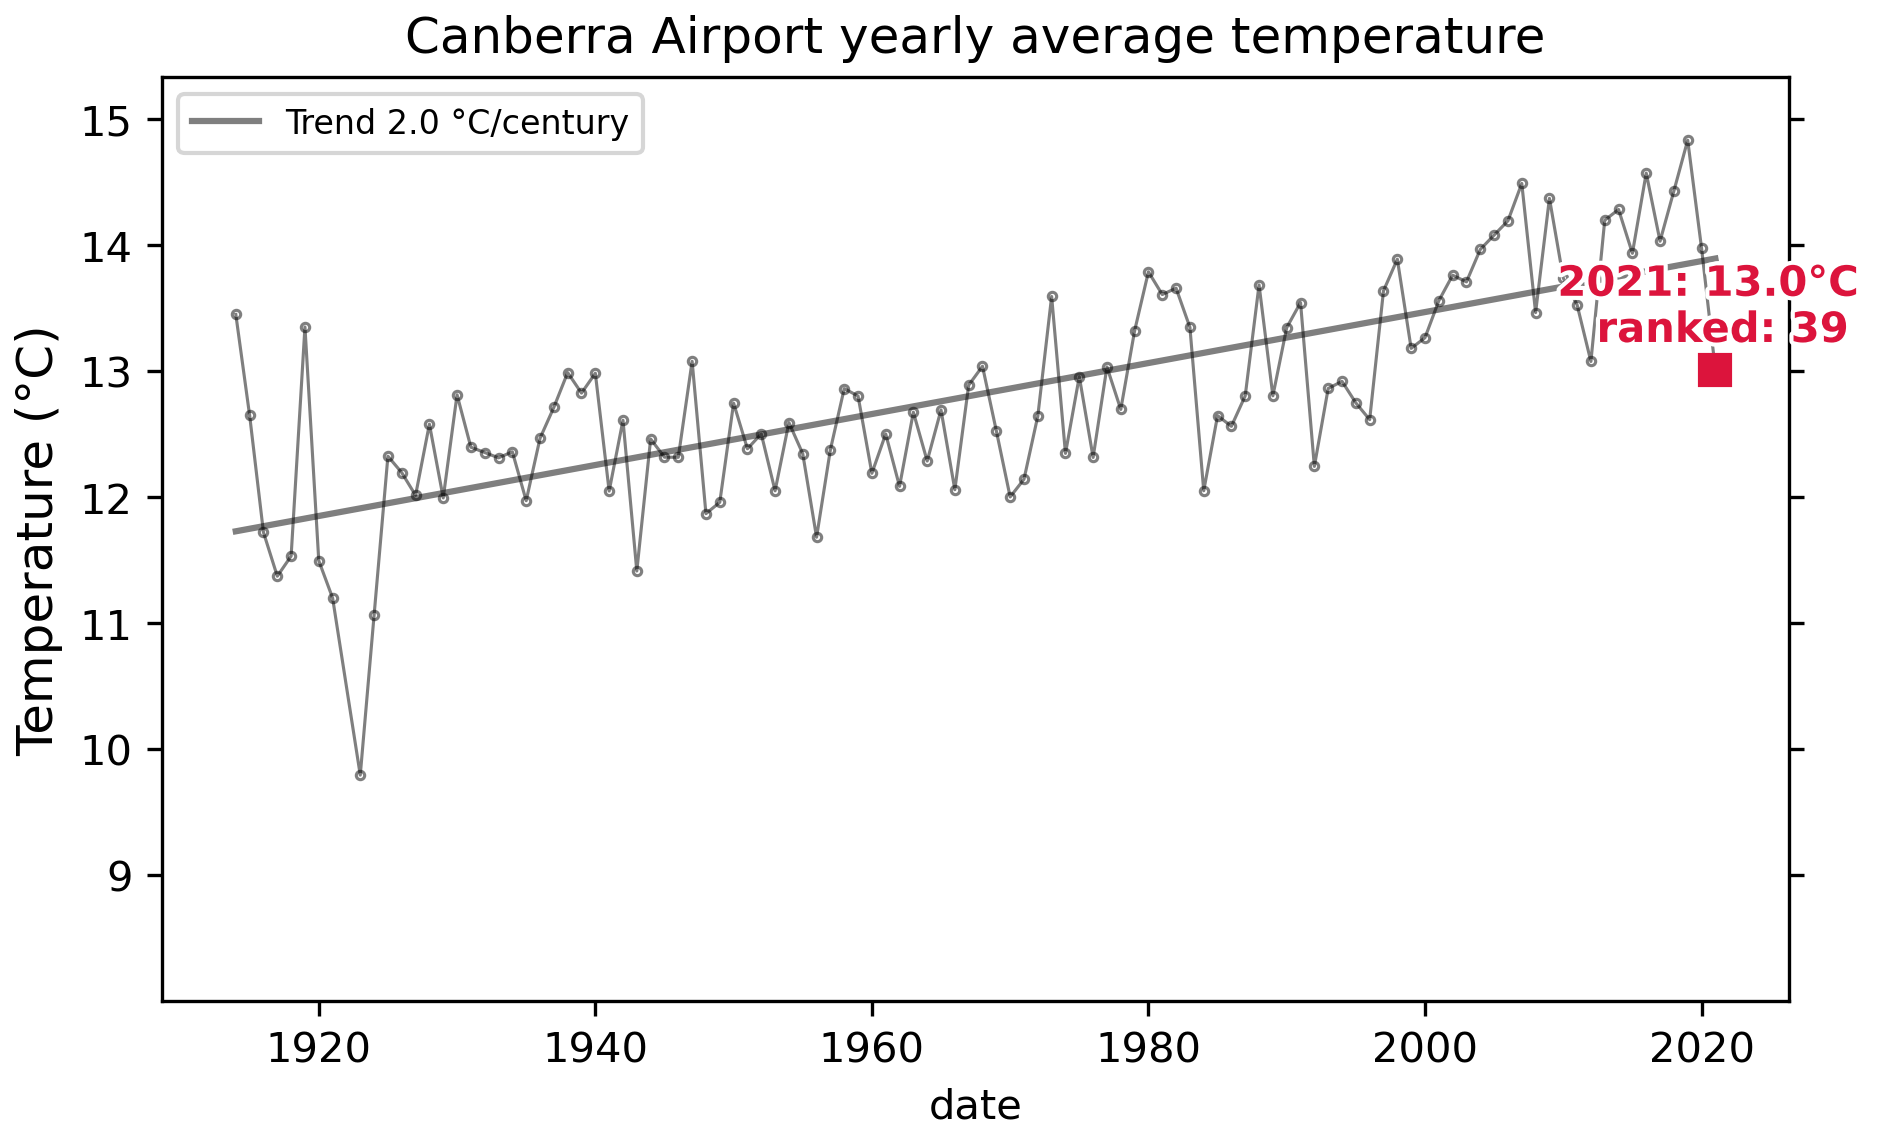 Canberra Airport yearly average temperature
Trend 2.0 °C/century
Temperature (°C)
15
14
13
12
11
10
9
2021: 13.0°C
ranked: 39
1920
1940
1960
1980
2000
2020
date